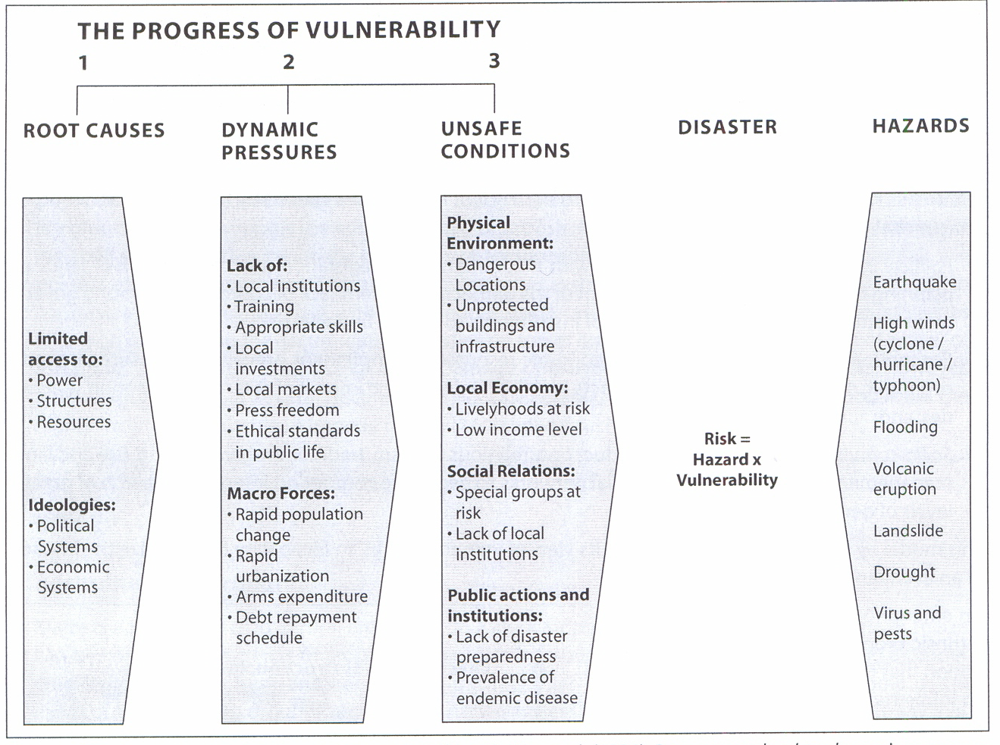 THE PROGRESS OF VULNERABILITY
1 2 3
ROOT CAUSES
DYNAMIC
PRESSURES
UNSAFE
CONDITIONS
DISASTER
HAZARDS
Limited
access to:
• Power
• Structures
• Resources
Ideologies:
• Political
Systems
• Economic
Systems
Lack of:
• Local institutions
• Training
• Appropriate skills
• Local
investments
• Local markets
• Press freedom
• Ethical standards
in public life
Macro Forces:
• Rapid population
change
• Rapid
urbanization
• Arms expenditure
• Debt repayment
schedule
Physical
Environment:
• Dangerous
Locations
• Unprotected
buildings and
infrastructure
Local Economy:
• Livelyhoods at risk
• Low income level
Social Relations:
• Special groups at
risk
• Lack of local
institutions
Public actions and
institutions:
• Lack of disaster
preparedness
• Prevalence of
endemic disease
Risk =
Hazard x
Vulnerability
Earthquake
High winds
(cyclone /
hurricane /
typhoon)
Flooding
Volcanic
eruption
Landslide
Drought
Virus and
pests